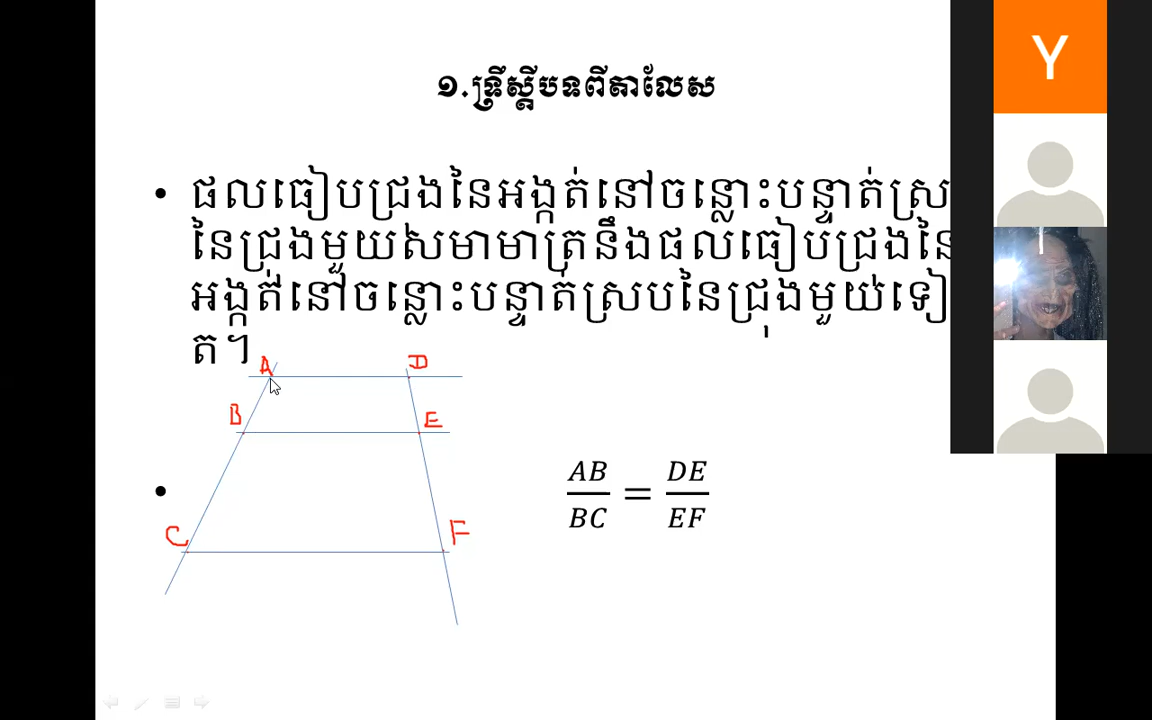 ១.ទ្រឹស្តីបទពីតាលែស
Y
• ផលធៀបជ្រុងនៃអង្កត់នៅចន្លោះបន្ទាត់ស្រ
នៃជ្រុងមួយសមាមាត្រនឹងផលធៀបជ្រុងនៃ
អង្កត់នៅចន្លោះបន្ទាត់ស្របនៃជ្រុងមួយទៀ
ត។
A D
B E
AB/BC = DE/EF
C F